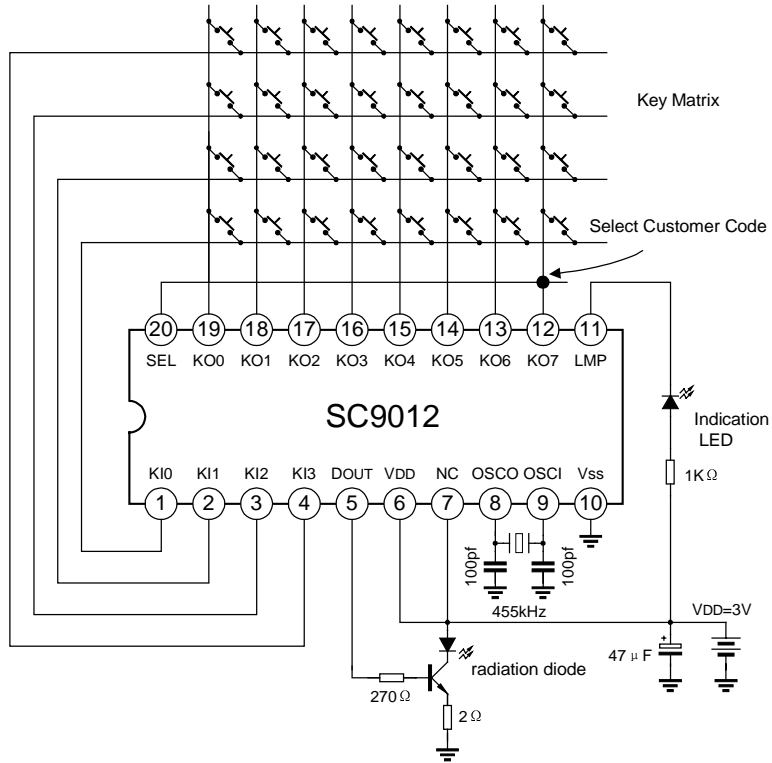 Key Matrix
Select Customer Code
20 19 18 17 16 15 14 13 12 11
SEL KO0 KO1 KO2 KO3 KO4 KO5 KO6 KO7 LMP
SC9012
Indication
LED
1KΩ
KI0 KI1 KI2 KI3 DOUT VDD NC OSCO OSCI Vss
1 2 3 4 5 6 7 8 9 10
100pf 100pf
455kHz
VDD=3V
+
47 μF
radiation diode
270Ω
2Ω